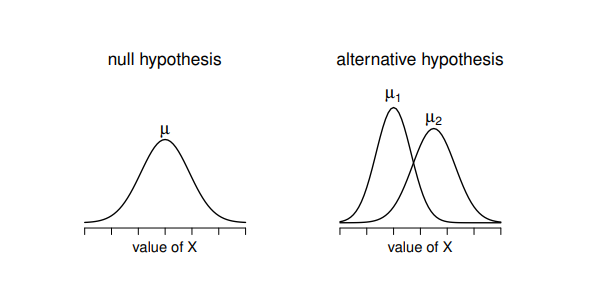 null hypothesis
μ
value of X
alternative hypothesis
μ1
μ2
value of X